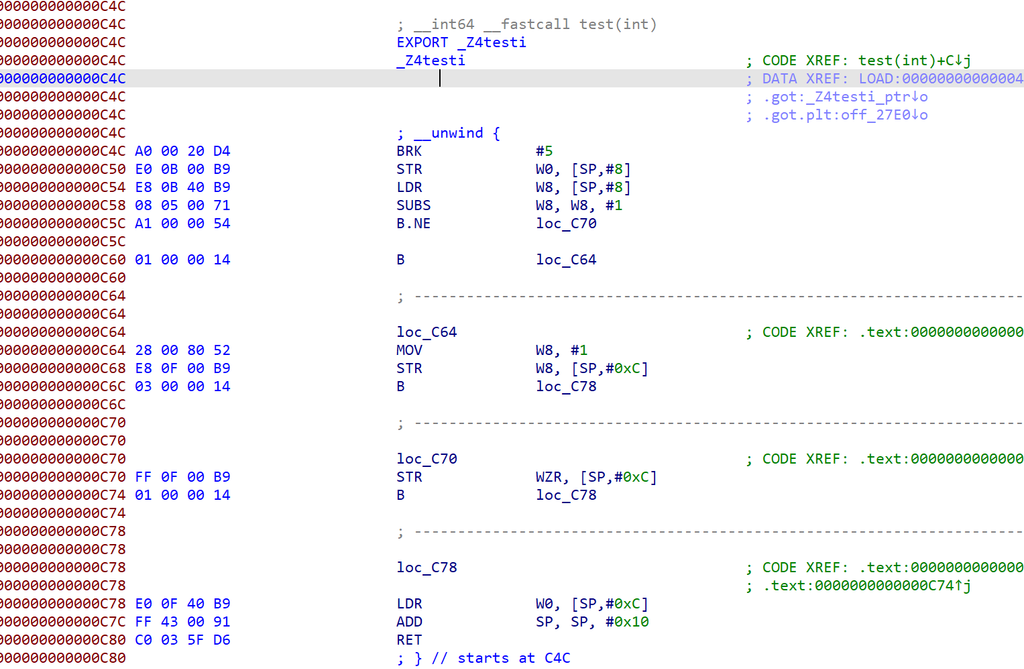 000000000000C4C
000000000000C4C ; __int64 __fastcall test(int)
000000000000C4C EXPORT _Z4testi
000000000000C4C _Z4testi ; CODE XREF: test(int)+C↓j
000000000000C4C ; DATA XREF: LOAD:00000000000004
000000000000C4C ; .got:_Z4testi_ptr↓o
000000000000C4C ; .got.plt:off_27E0↓o
000000000000C4C ; __unwind {
000000000000C4C A0 00 20 D4 BRK #5
000000000000C50 E0 0B 00 B9 STR W0, [SP,#8]
000000000000C54 E8 0B 40 B9 LDR W8, [SP,#8]
000000000000C58 08 05 00 71 SUBS W8, W8, #1
000000000000C5C A1 00 00 54 B.NE loc_C70
000000000000C5C
000000000000C60 01 00 00 14 B loc_C64
000000000000C60
000000000000C64 ; ---------------------------------------------------------------------------
000000000000C64
000000000000C64 loc_C64 ; CODE XREF: .text:0000000000000
000000000000C64 28 00 80 52 MOV W8, #1
000000000000C68 E8 0F 00 B9 STR W8, [SP,#0xC]
000000000000C6C 03 00 00 14 B loc_C78
000000000000C6C
000000000000C70 ; ---------------------------------------------------------------------------
000000000000C70
000000000000C70 loc_C70 ; CODE XREF: .text:0000000000000
000000000000C70 FF 0F 00 B9 STR WZR, [SP,#0xC]
000000000000C74 01 00 00 14 B loc_C78
000000000000C74
000000000000C78 ; ---------------------------------------------------------------------------
000000000000C78
000000000000C78 loc_C78 ; CODE XREF: .text:0000000000000
000000000000C78 ; .text:0000000000000C74↑j
000000000000C78 E0 0F 40 B9 LDR W0, [SP,#0xC]
000000000000C7C FF 43 00 91 ADD SP, SP, #0x10
000000000000C80 C0 03 5F D6 RET
000000000000C80 ; } // starts at C4C